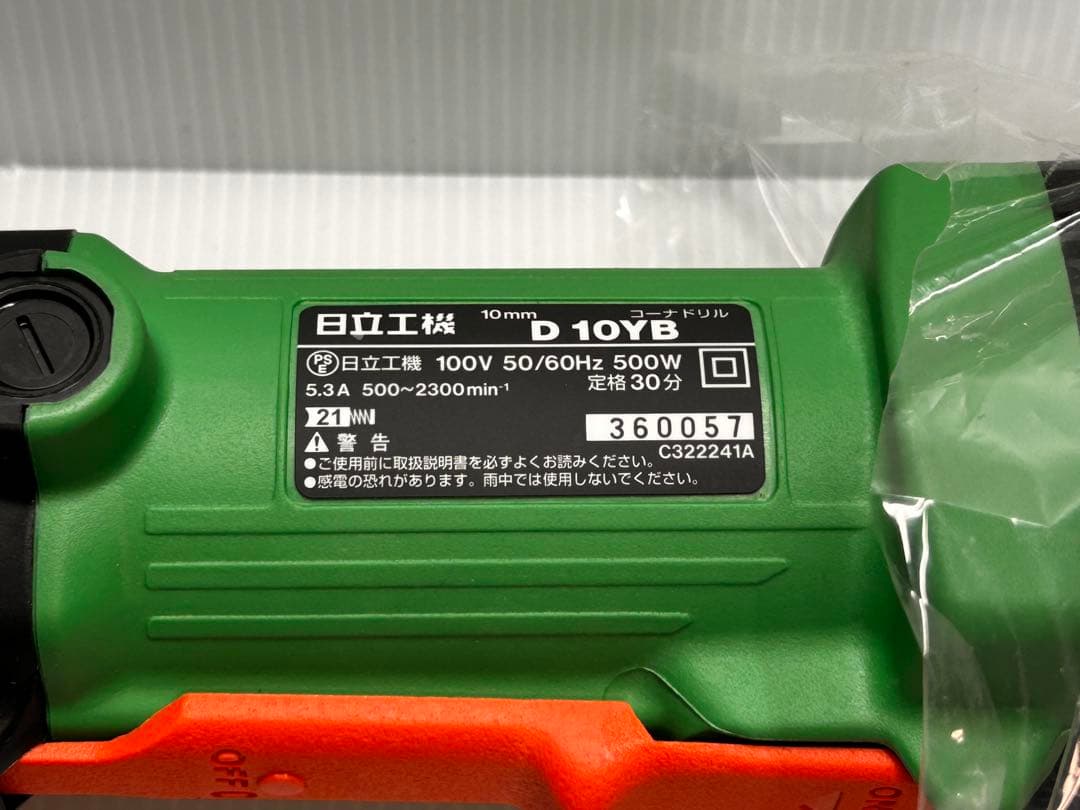 日立工機 10mm コーナドリル D 10YB
PSE 日立工機 100V 50/60Hz 500W
5.3A 500～2300min-1 定格30分
21
360057
警告 C322241A
●ご使用前に取扱説明書を必ずよくお読みください。
●感電の恐れがあります。雨中では使用しないでください。
OFF
ON